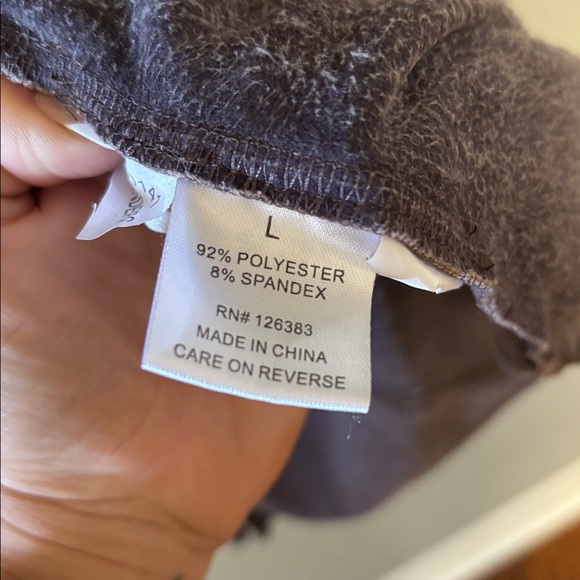 L
92% POLYESTER
8% SPANDEX
RN# 126383
MADE IN CHINA
CARE ON REVERSE